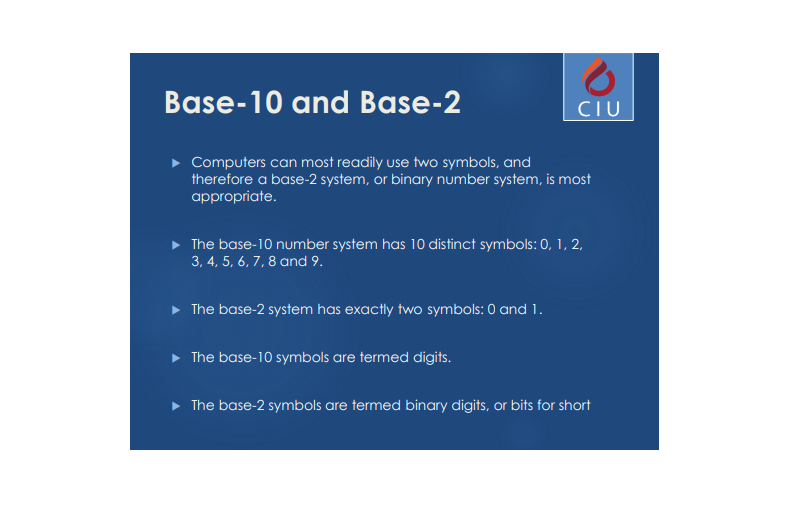 Base-10 and Base-2
CIU
Computers can most readily use two symbols, and
therefore a base-2 system, or binary number system, is most
appropriate.
The base-10 number system has 10 distinct symbols: 0, 1, 2,
3, 4, 5, 6, 7, 8 and 9.
The base-2 system has exactly two symbols: 0 and 1.
The base-10 symbols are termed digits.
The base-2 symbols are termed binary digits, or bits for short